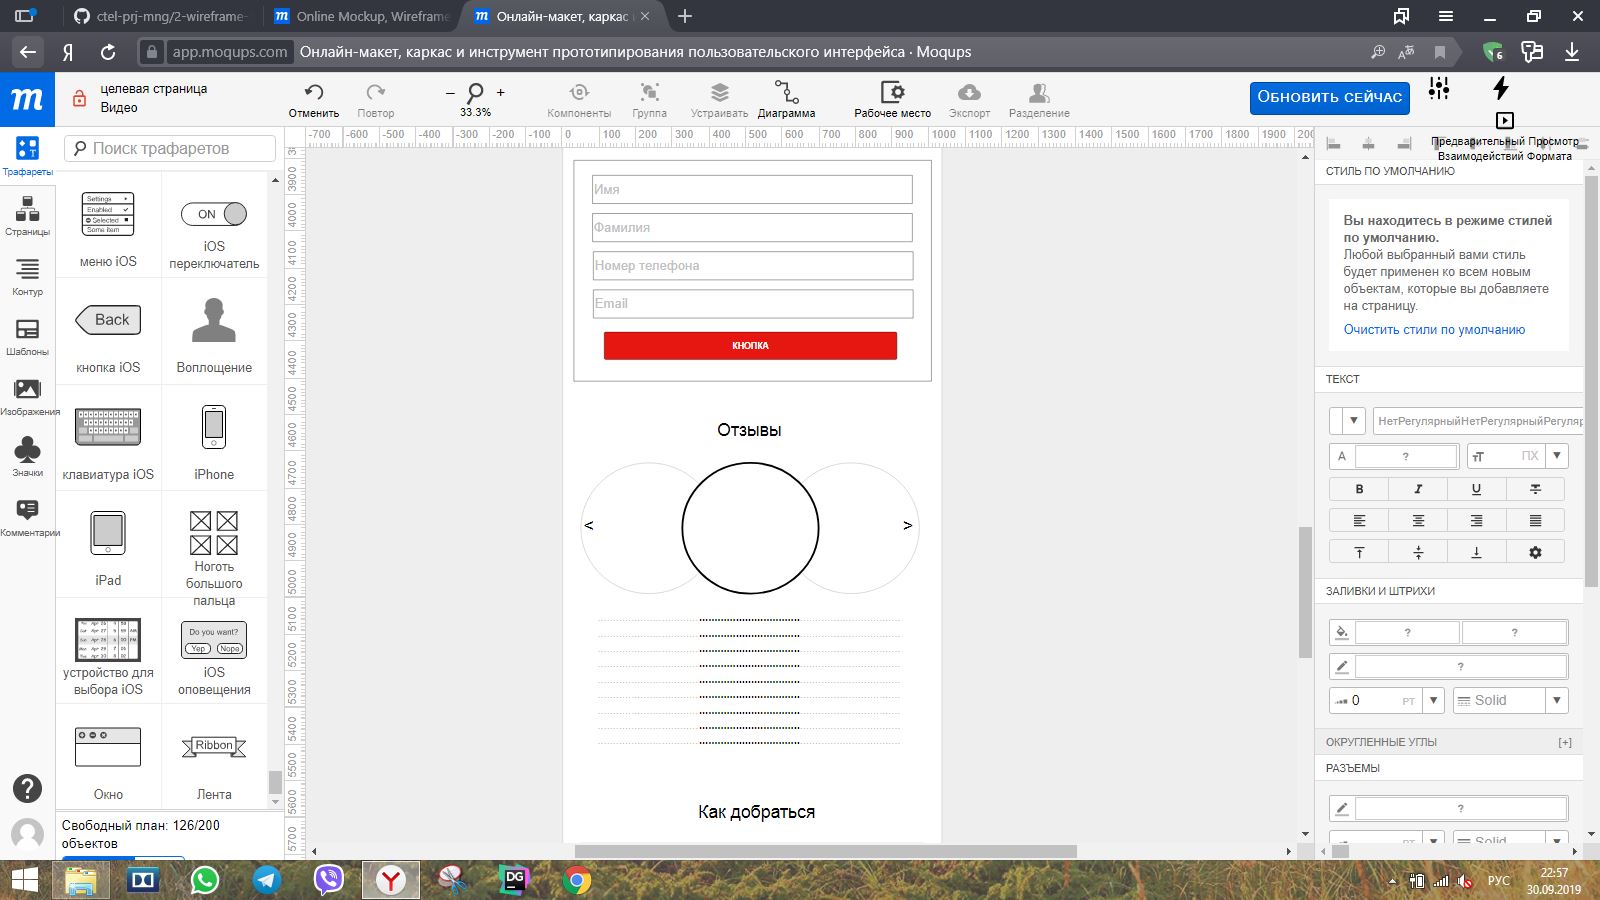 ctel-prj-mng/2-wireframe-
Online Mockup, Wireframe
Онлайн-макет, каркас и
Я
app.moqups.com
Онлайн-макет, каркас и инструмент прототипирования пользовательского интерфейса · Moqups
6
m
целевая страница
Видео
Отменить
Повтор
– +
33.3%
Компоненты
Группа
Устраивать
Диаграмма
Рабочее место
Экспорт
Разделение
Обновить сейчас
Предварительный Просмотр
Взаимодействий Формата
Трафареты
Страницы
Контур
Шаблоны
Изображения
Значки
Комментарии
Поиск трафаретов
Settings
Enabled
Selected
Some item
меню iOS
ON
iOS
переключатель
Back
кнопка iOS
Воплощение
клавиатура iOS
iPhone
iPad
Ноготь
большого
пальца
устройство для
выбора iOS
Do you want?
Yep
Nope
iOS
оповещения
Окно
Ribbon
Лента
Свободный план: 126/200
объектов
-700 -600 -500 -400 -300 -200 -100 0 100 200 300 400 500 600 700 800 900 1000 1100 1200 1300 1400 1500 1600 1700 1800 1900
3900 4000 4100 4200 4300 4400 4500 4600 4700 4800 4900 5000 5100 5200 5300 5400 5500 5600 5700
Имя
Фамилия
Номер телефона
Email
КНОПКА
Отзывы
<
>
Как добраться
СТИЛЬ ПО УМОЛЧАНИЮ
Вы находитесь в режиме стилей
по умолчанию.
Любой выбранный вами стиль
будет применен ко всем новым
объектам, которые вы добавляете
на страницу.
Очистить стили по умолчанию
ТЕКСТ
НетРегулярныйНетРегулярныйРегуляр
A ?
тТ ПХ
B I U
ЗАЛИВКИ И ШТРИХИ
? ?
?
0 PT
Solid
ОКРУГЛЕННЫЕ УГЛЫ [+]
РАЗЪЕМЫ
?
Solid
DG
РУС
22:57
30.09.2019